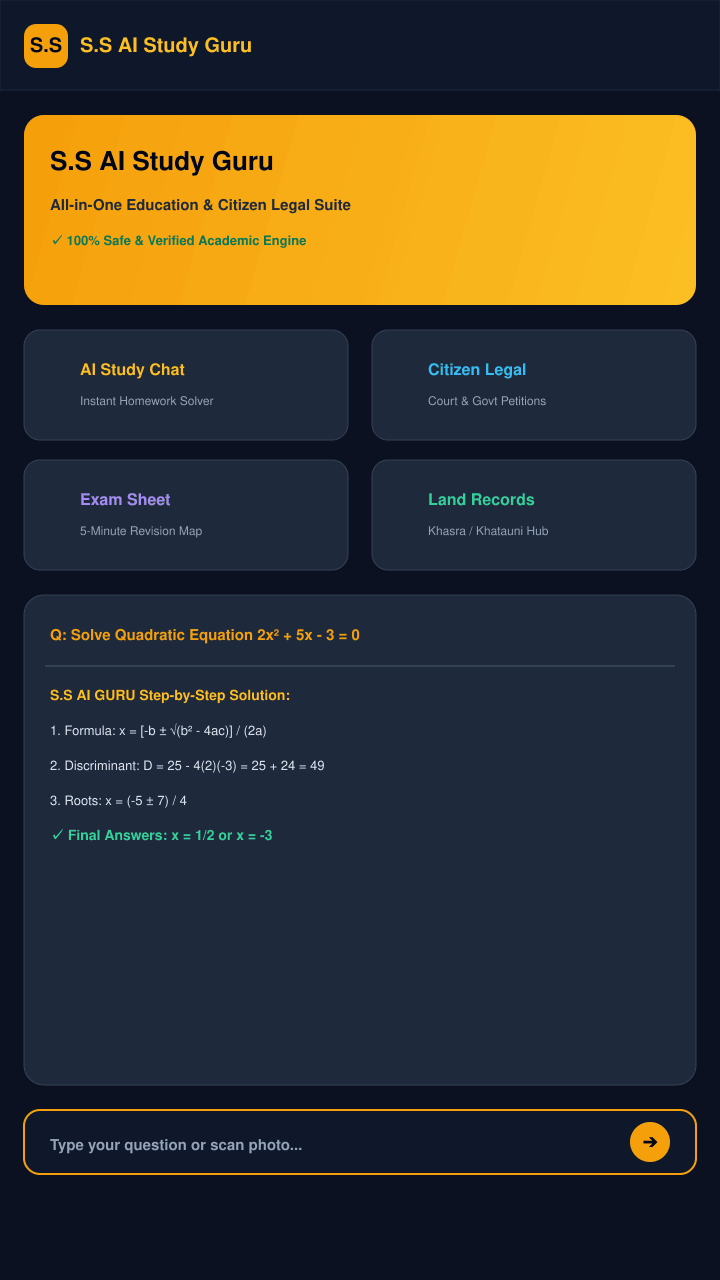 S.S S.S AI Study Guru
S.S AI Study Guru
All-in-One Education & Citizen Legal Suite
✓ 100% Safe & Verified Academic Engine
AI Study Chat
Instant Homework Solver
Citizen Legal
Court & Govt Petitions
Exam Sheet
5-Minute Revision Map
Land Records
Khasra / Khatauni Hub
Q: Solve Quadratic Equation 2x² + 5x - 3 = 0
S.S AI GURU Step-by-Step Solution:
1. Formula: x = [-b ± √(b² - 4ac)] / (2a)
2. Discriminant: D = 25 - 4(2)(-3) = 25 + 24 = 49
3. Roots: x = (-5 ± 7) / 4
✓ Final Answers: x = 1/2 or x = -3
Type your question or scan photo...
➔